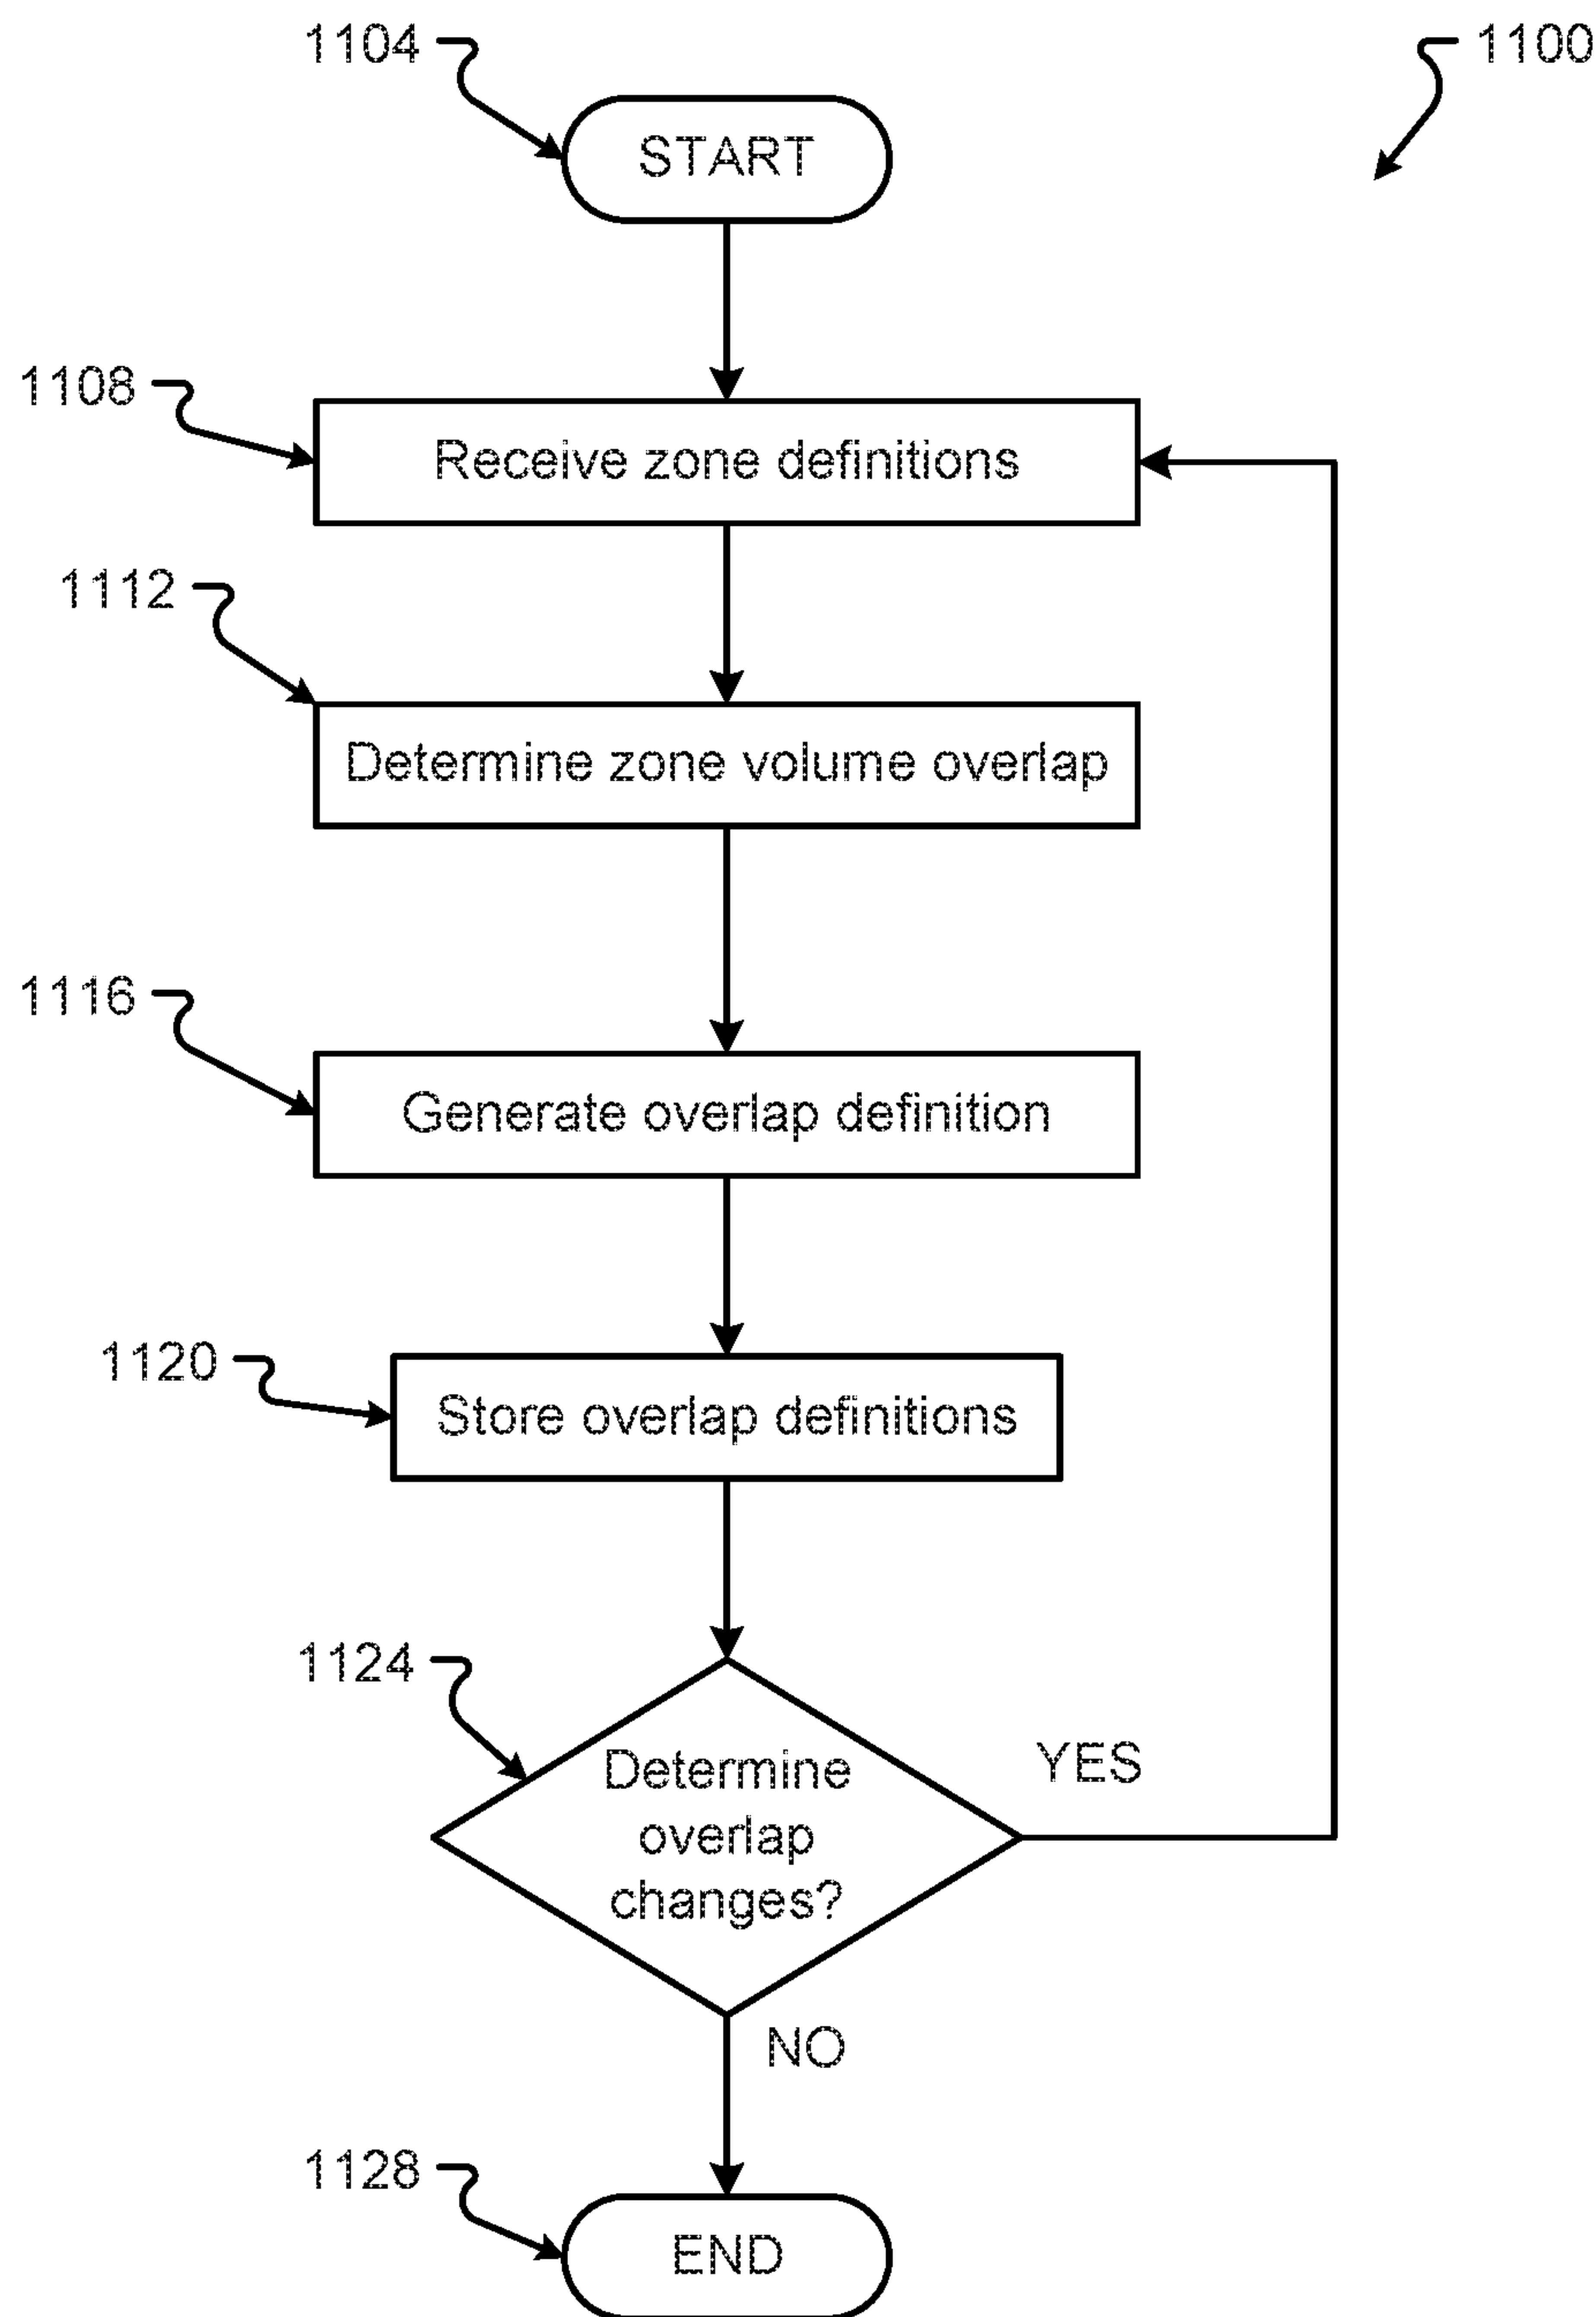 1104
1100
START
1108
Receive zone definitions
1112
Determine zone volume overlap
1116
Generate overlap definition
1120
Store overlap definitions
1124
Determine
overlap
changes?
YES
NO
1128
END